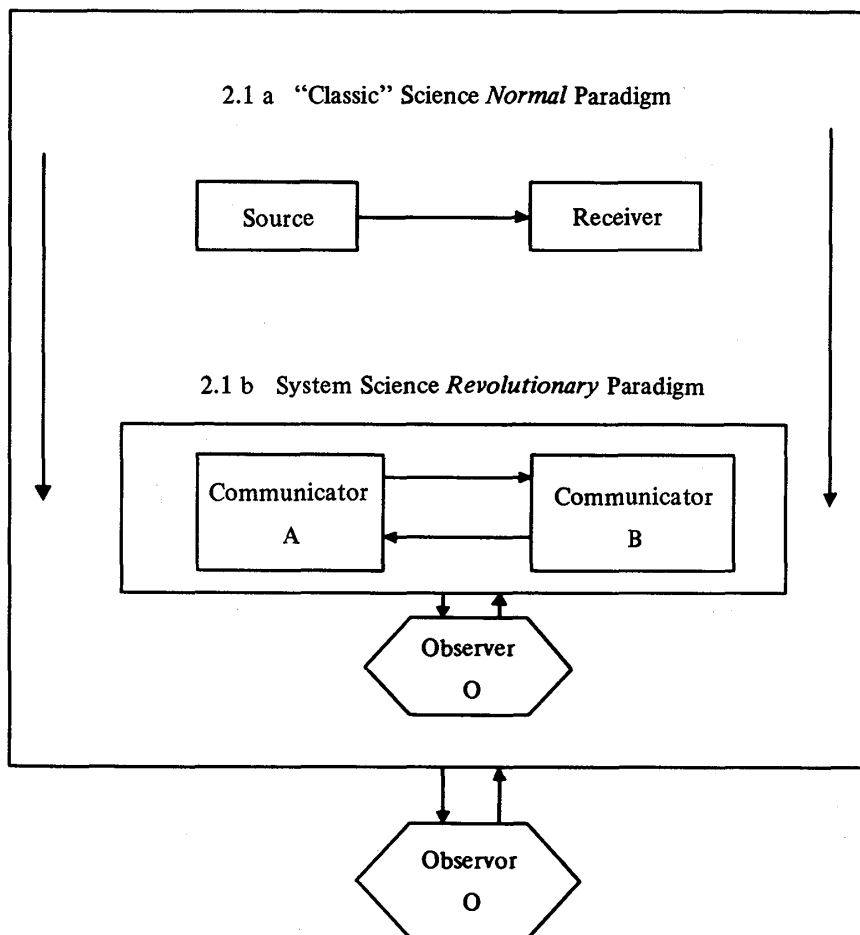 2.1 a “Classic” Science Normal Paradigm
Source
Receiver
2.1 b System Science Revolutionary Paradigm
Communicator
A
Communicator
B
Observer
O
Observor
O